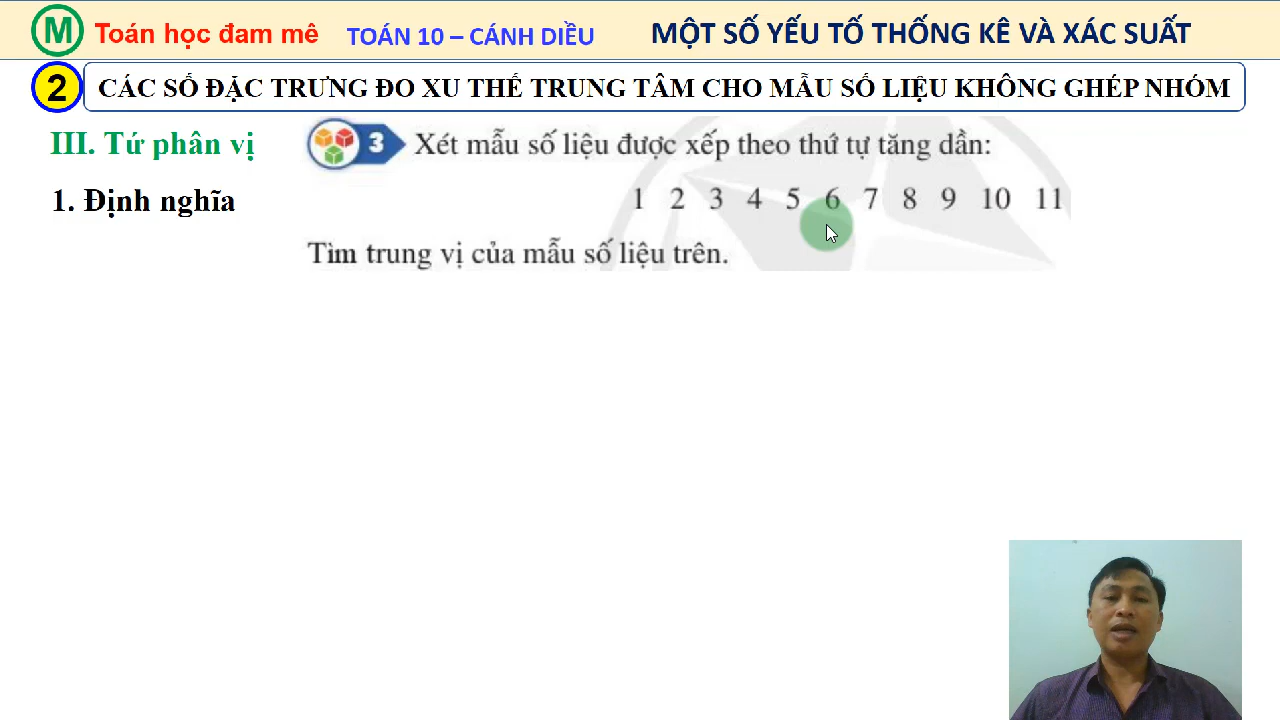 M Toán học đam mê TOÁN 10 – CÁNH DIỀU MỘT SỐ YẾU TỐ THỐNG KÊ VÀ XÁC SUẤT
2 CÁC SỐ ĐẶC TRƯNG ĐO XU THẾ TRUNG TÂM CHO MẪU SỐ LIỆU KHÔNG GHÉP NHÓM
III. Tứ phân vị
3 Xét mẫu số liệu được xếp theo thứ tự tăng dần:
1. Định nghĩa
1 2 3 4 5 6 7 8 9 10 11
Tìm trung vị của mẫu số liệu trên.